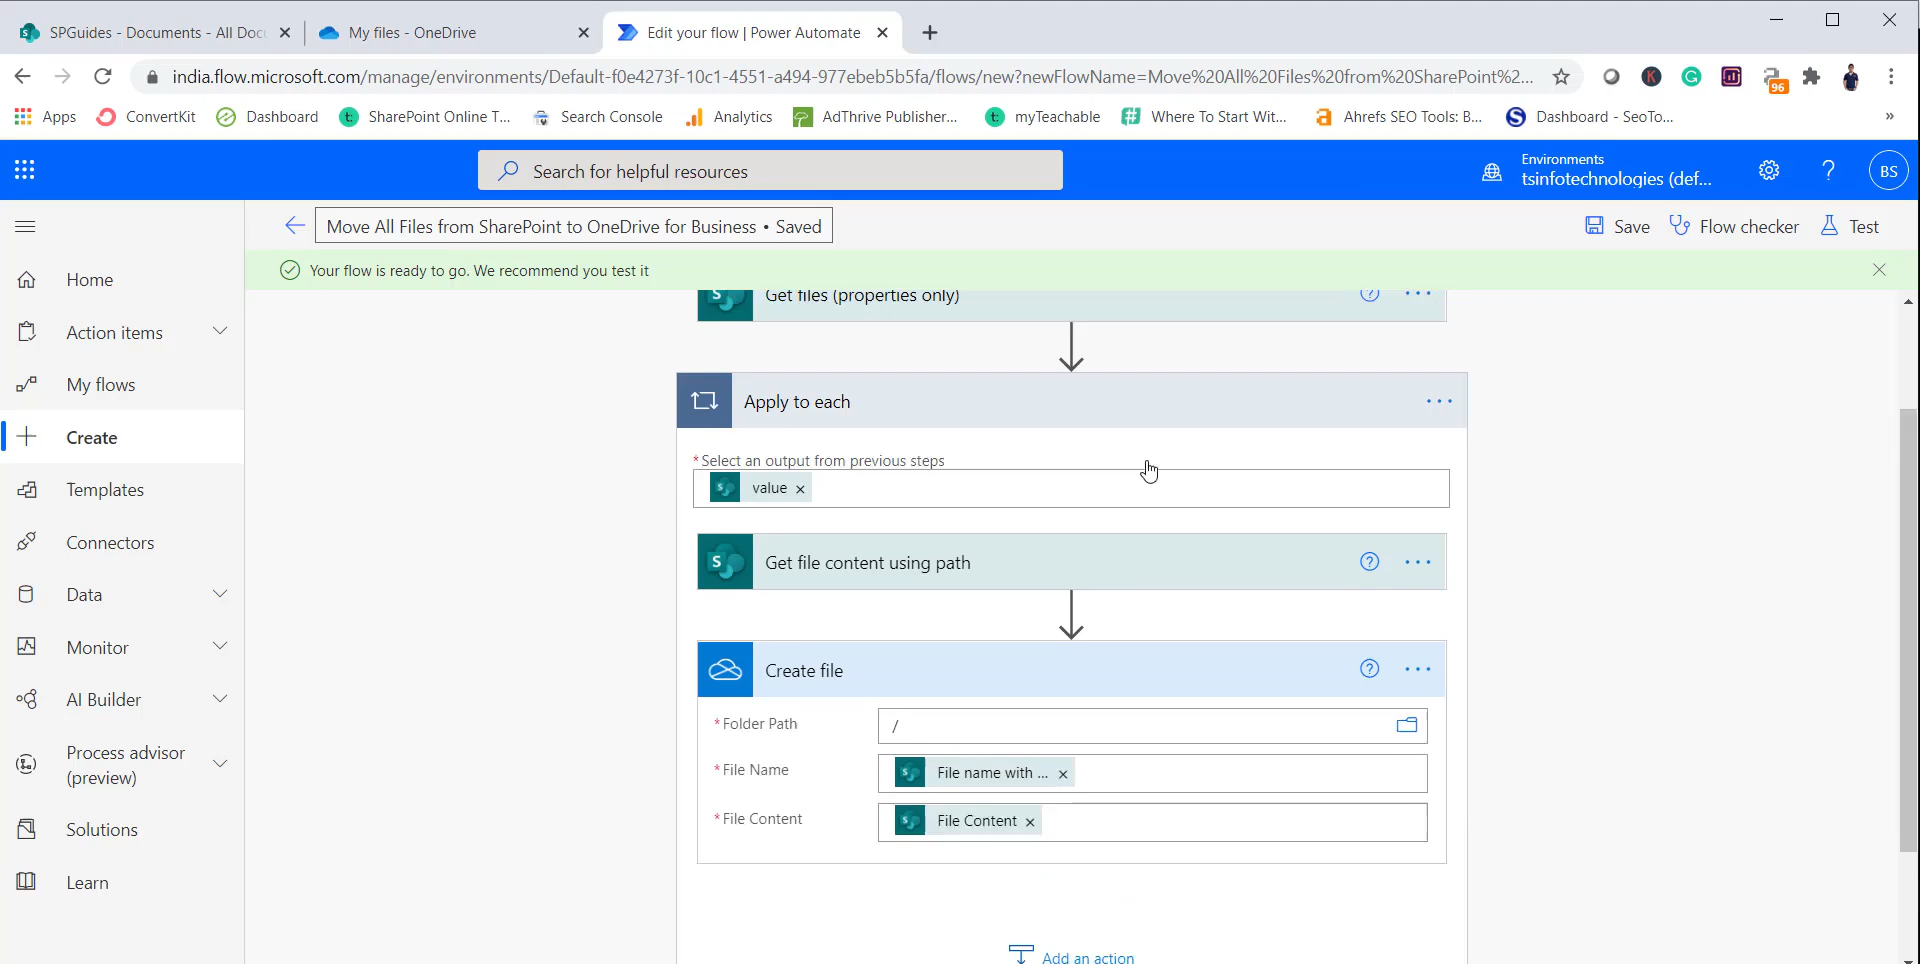 SPGuides - Documents - All Doc
My files - OneDrive
Edit your flow | Power Automate
india.flow.microsoft.com/manage/environments/Default-f0e4273f-10c1-4551-a494-977ebeb5b5fa/flows/new?newFlowName=Move%20All%20Files%20from%20SharePoint%2...
96
Apps
ConvertKit
Dashboard
SharePoint Online T...
Search Console
Analytics
AdThrive Publisher...
myTeachable
Where To Start Wit...
Ahrefs SEO Tools: B...
Dashboard - SeoTo...
»
Search for helpful resources
Environments
tsinfotechnologies (def...
?
BS
Move All Files from SharePoint to OneDrive for Business • Saved
Save
Flow checker
Test
Your flow is ready to go. We recommend you test it
Home
Action items
My flows
Create
Templates
Connectors
Data
Monitor
AI Builder
Process advisor
(preview)
Solutions
Learn
Get files (properties only)
Apply to each
*Select an output from previous steps
value
Get file content using path
Create file
*Folder Path
/
*File Name
File name with ...
*File Content
File Content
Add an action